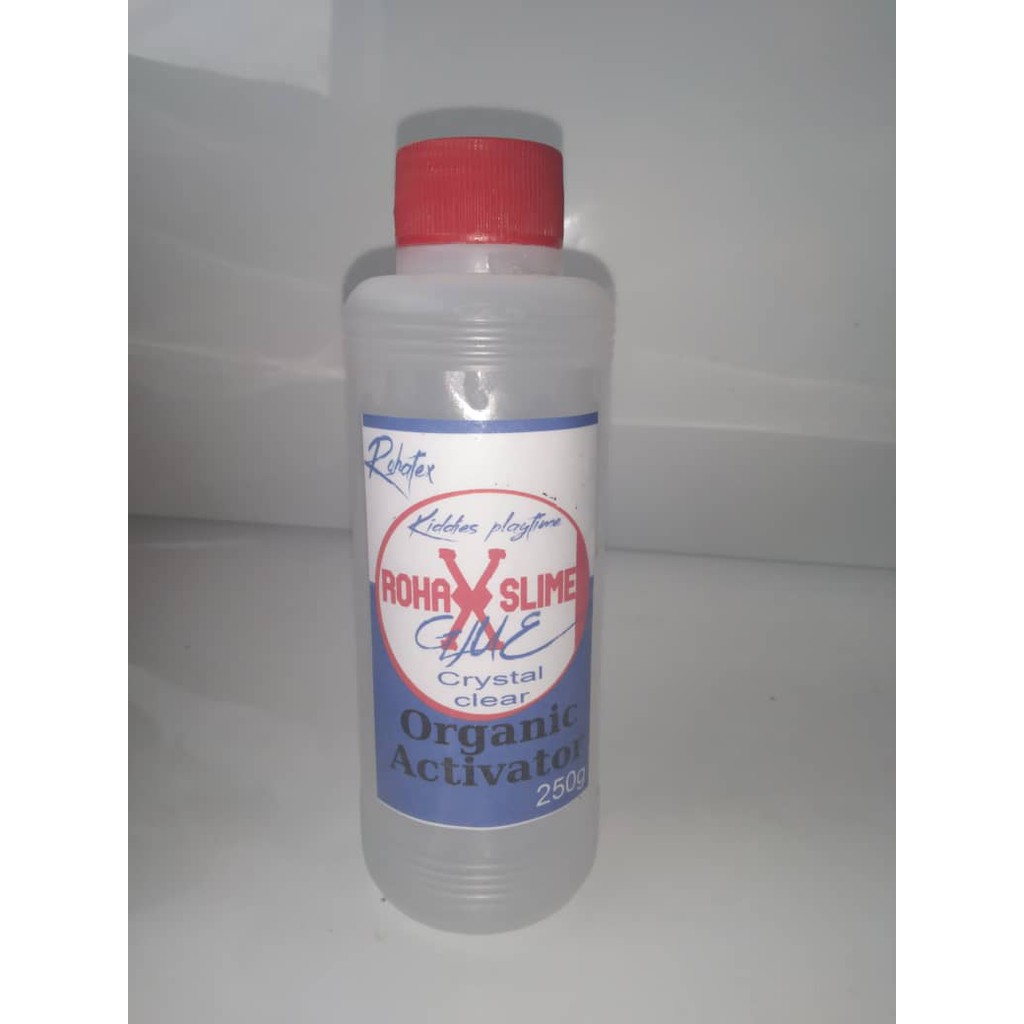 Rohatex
Kiddies playtime
ROHA X SLIME
GlUE
Crystal
clear
Organic
Activator
250g